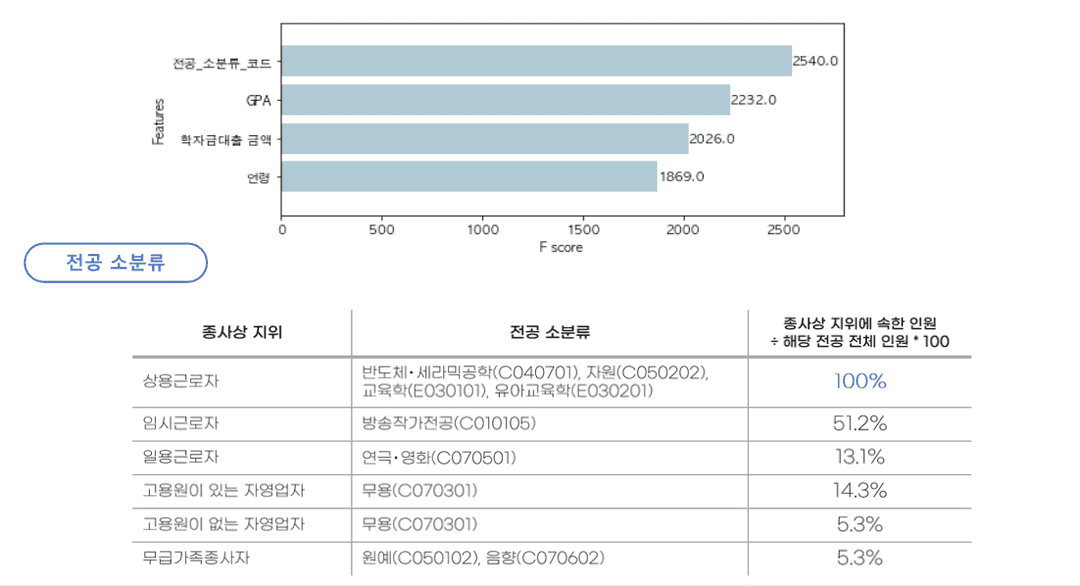 전공_소분류_코드
2540.0
GPA
2232.0
학자금대출 금액
2026.0
연령
1869.0
Features
0 500 1000 1500 2000 2500
F score
전공 소분류
종사상 지위 전공 소분류 종사상 지위에 속한 인원
÷ 해당 전공 전체 인원 * 100
상용근로자 반도체·세라믹공학(C040701), 자원(C050202),
교육학(E030101), 유아교육학(E030201) 100%
임시근로자 방송작가전공(C010105) 51.2%
일용근로자 연극·영화(C070501) 13.1%
고용원이 있는 자영업자 무용(C070301) 14.3%
고용원이 없는 자영업자 무용(C070301) 5.3%
무급가족종사자 원예(C050102), 음향(C070602) 5.3%